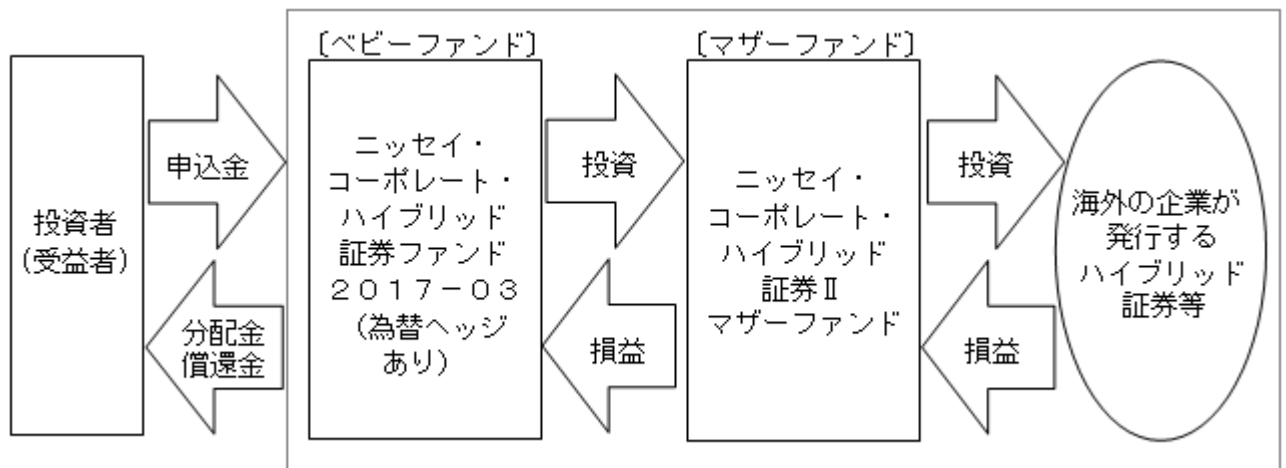 〔ベビーファンド〕
〔マザーファンド〕
投資者
（受益者）
申込金
分配金
償還金
ニッセイ・
コーポレート・
ハイブリッド
証券ファンド
２０１７－０３
（為替ヘッジ
あり）
投資
損益
ニッセイ・
コーポレート・
ハイブリッド
証券Ⅱ
マザーファンド
投資
損益
海外の企業が
発行する
ハイブリッド
証券等